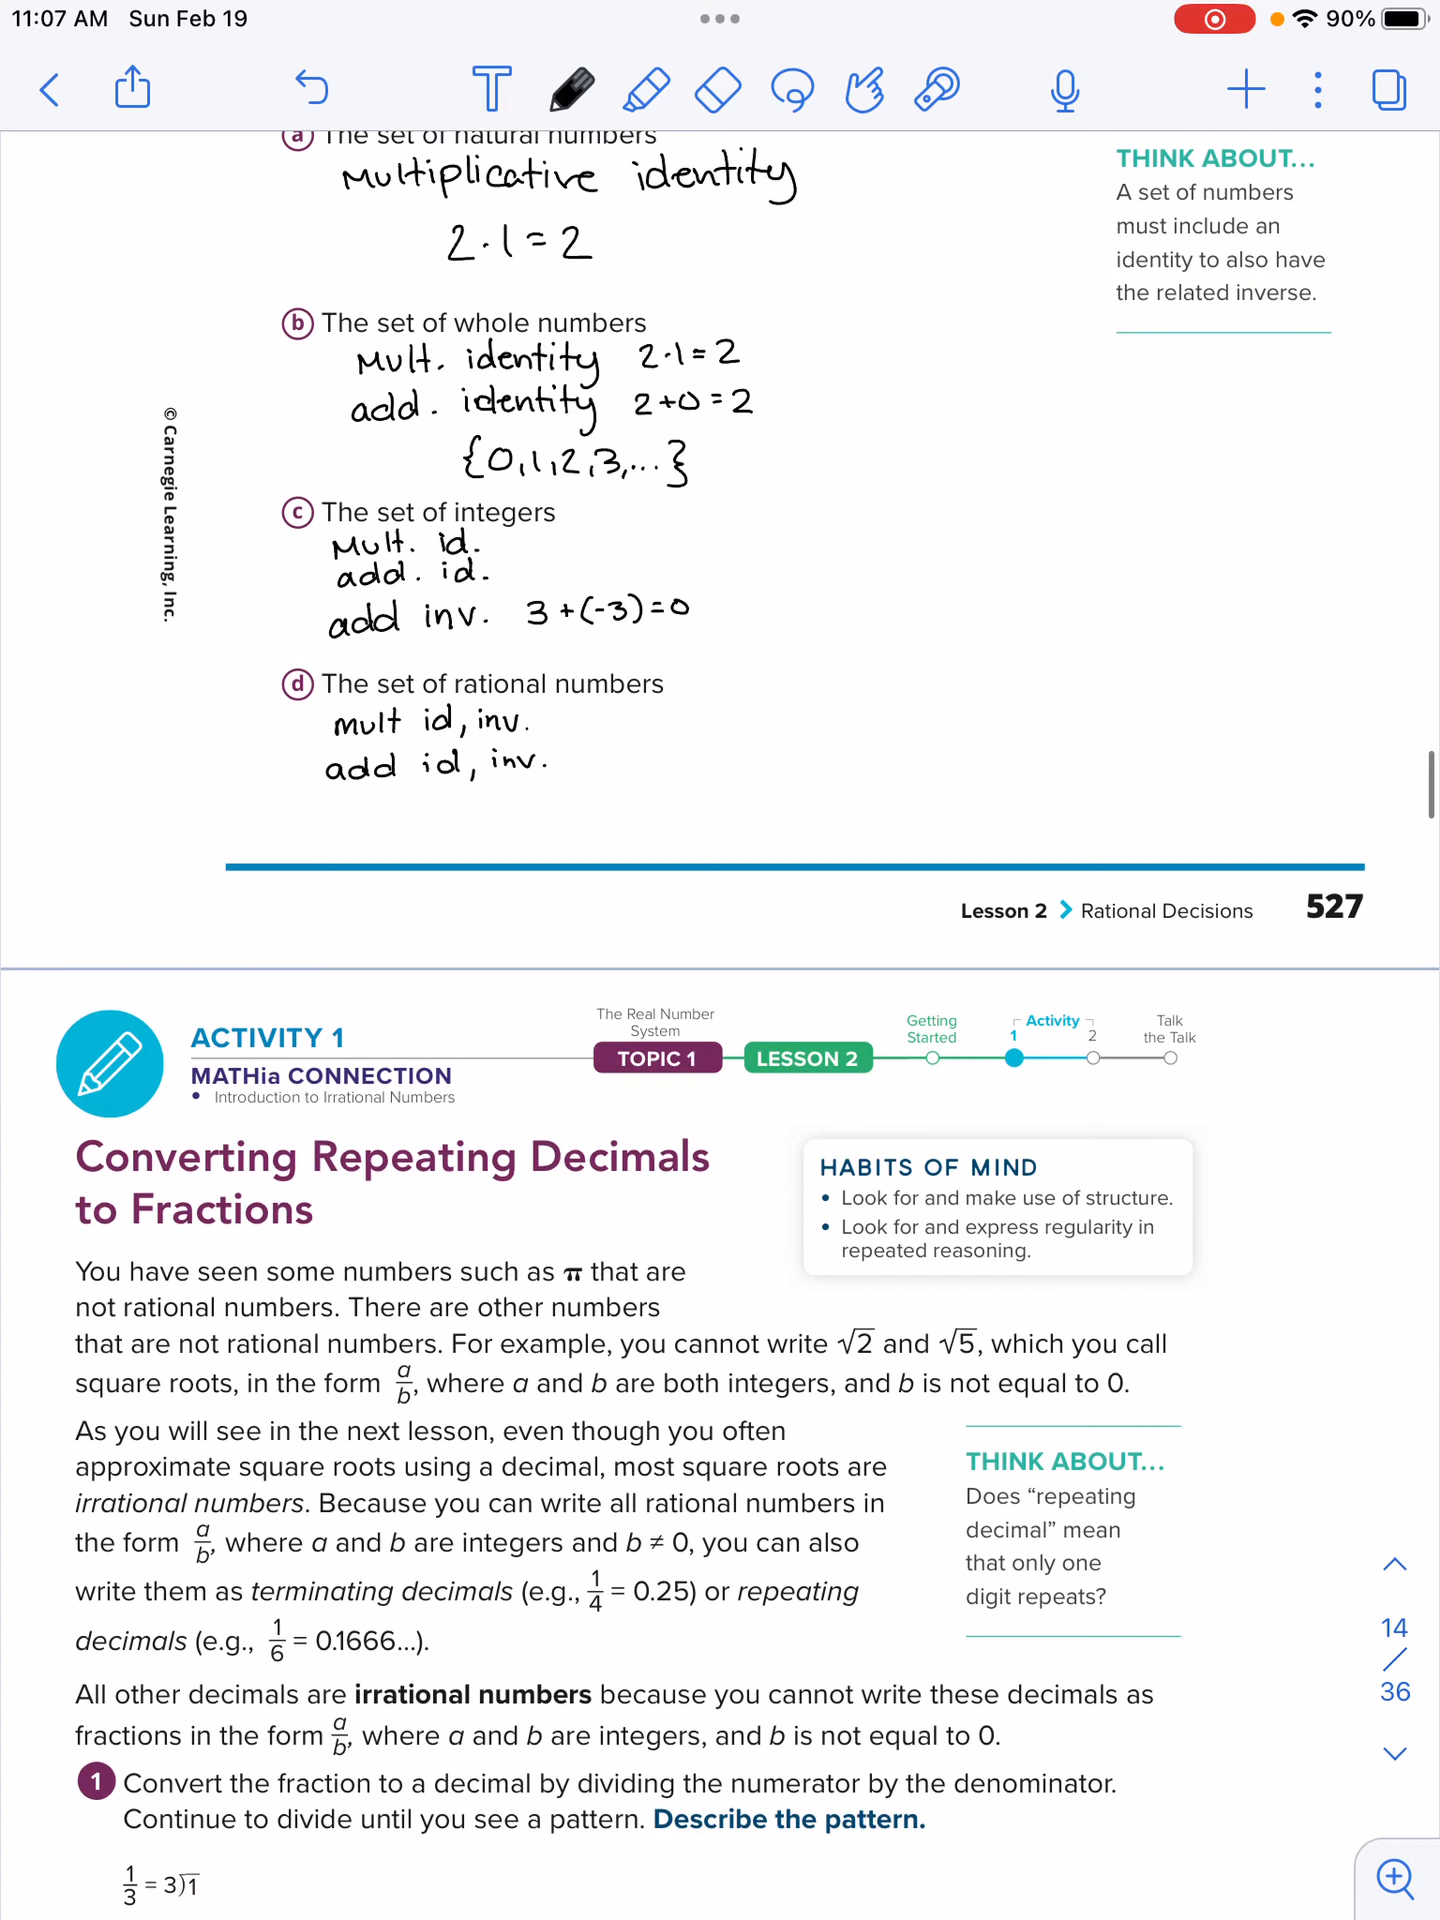 11:07 AM Sun Feb 19
90%
a The set of natural numbers
Multiplicative identity
2·1=2
THINK ABOUT...
A set of numbers
must include an
identity to also have
the related inverse.
b The set of whole numbers
Mult. identity 2·1=2
add. identity 2+0=2
{0,1,2,3,...}
© Carnegie Learning, Inc.
c The set of integers
Mult. id.
add. id.
add inv. 3+(-3)=0
d The set of rational numbers
mult id, inv.
add id, inv.
Lesson 2 > Rational Decisions 527
ACTIVITY 1
MATHia CONNECTION
• Introduction to Irrational Numbers
The Real Number
System
TOPIC 1
LESSON 2
Getting
Started
Activity
1 2
Talk
the Talk
Converting Repeating Decimals
to Fractions
HABITS OF MIND
• Look for and make use of structure.
• Look for and express regularity in
repeated reasoning.
You have seen some numbers such as π that are
not rational numbers. There are other numbers
that are not rational numbers. For example, you cannot write √2 and √5, which you call
square roots, in the form a/b, where a and b are both integers, and b is not equal to 0.
As you will see in the next lesson, even though you often
approximate square roots using a decimal, most square roots are
irrational numbers. Because you can write all rational numbers in
the form a/b, where a and b are integers and b ≠ 0, you can also
write them as terminating decimals (e.g., 1/4 = 0.25) or repeating
decimals (e.g., 1/6 = 0.1666...).
THINK ABOUT...
Does “repeating
decimal” mean
that only one
digit repeats?
14
/
36
All other decimals are irrational numbers because you cannot write these decimals as
fractions in the form a/b, where a and b are integers, and b is not equal to 0.
1 Convert the fraction to a decimal by dividing the numerator by the denominator.
Continue to divide until you see a pattern. Describe the pattern.
1/3 = 3)1